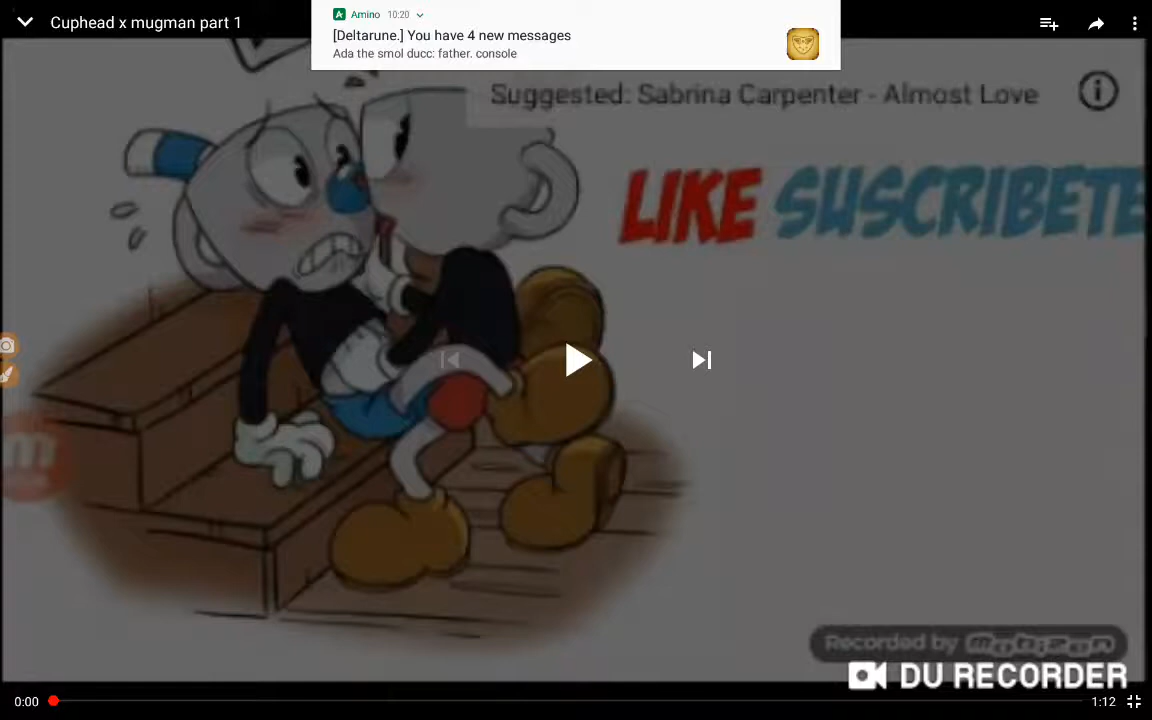 Cuphead x mugman part 1
Amino 10:20
[Deltarune.] You have 4 new messages
Ada the smol ducc: father. console
Suggested: Sabrina Carpenter - Almost Love
LIKE SUSCRIBETE
Recorded by mobizen
DU RECORDER
0:00
1:12